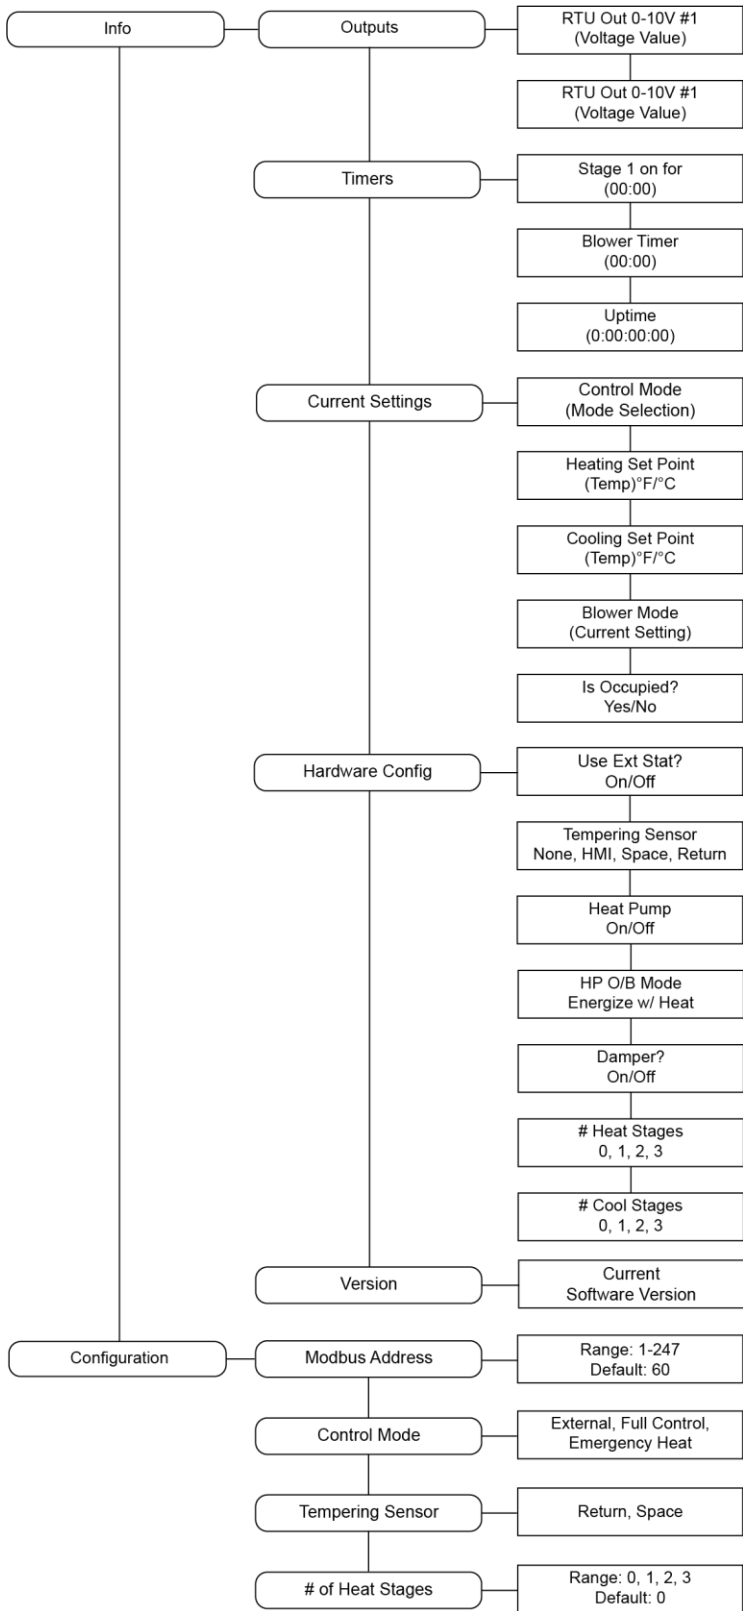 Info
Outputs
RTU Out 0-10V #1
(Voltage Value)
RTU Out 0-10V #1
(Voltage Value)
Timers
Stage 1 on for
(00:00)
Blower Timer
(00:00)
Uptime
(0:00:00:00)
Current Settings
Control Mode
(Mode Selection)
Heating Set Point
(Temp)°F/°C
Cooling Set Point
(Temp)°F/°C
Blower Mode
(Current Setting)
Is Occupied?
Yes/No
Hardware Config
Use Ext Stat?
On/Off
Tempering Sensor
None, HMI, Space, Return
Heat Pump
On/Off
HP O/B Mode
Energize w/ Heat
Damper?
On/Off
# Heat Stages
0, 1, 2, 3
# Cool Stages
0, 1, 2, 3
Version
Current
Software Version
Configuration
Modbus Address
Range: 1-247
Default: 60
Control Mode
External, Full Control,
Emergency Heat
Tempering Sensor
Return, Space
# of Heat Stages
Range: 0, 1, 2, 3
Default: 0